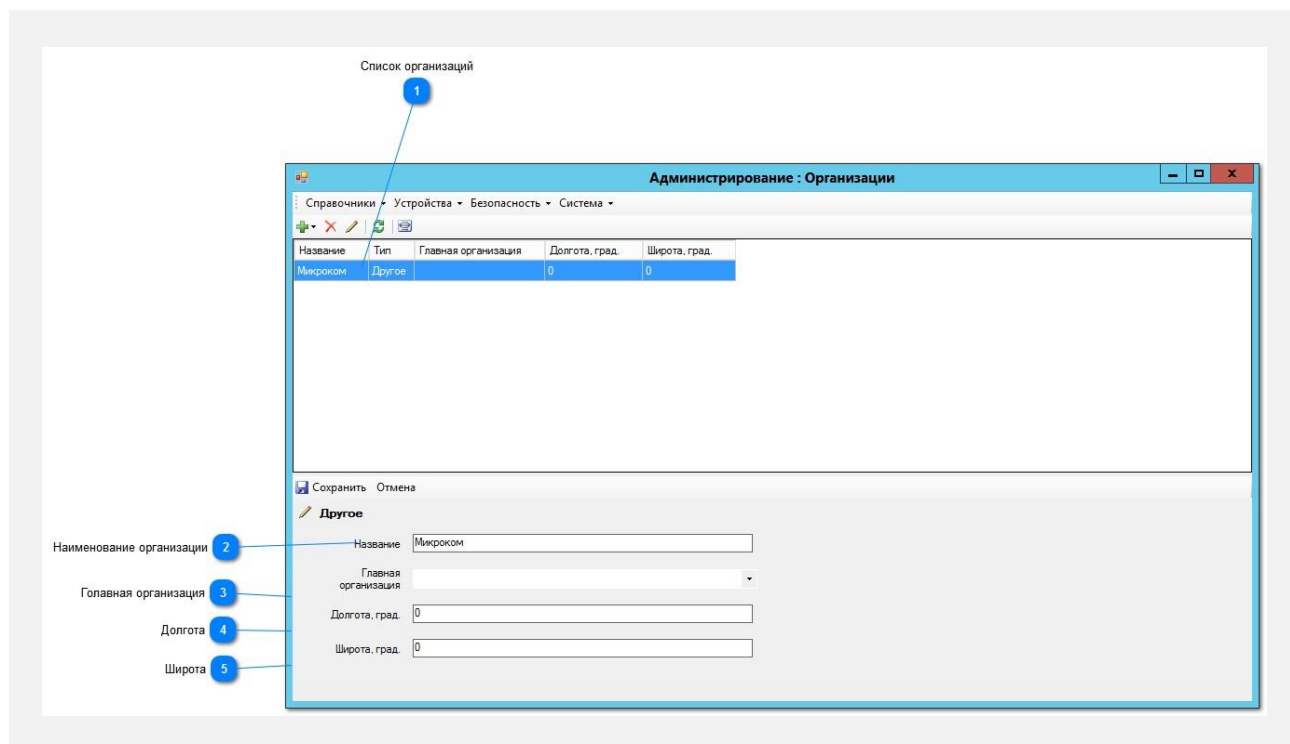 Список организаций
1
Администрирование : Организации
Справочники Устройства Безопасность Система
Название Тип Главная организация Долгота, град. Широта, град.
Микроком Другое 0 0
Сохранить Отмена
Другое
Наименование организации 2 Название Микроком
Главная
организация
Голавная организация 3
Долгота, град. 0
Долгота 4
Широта, град. 0
Широта 5